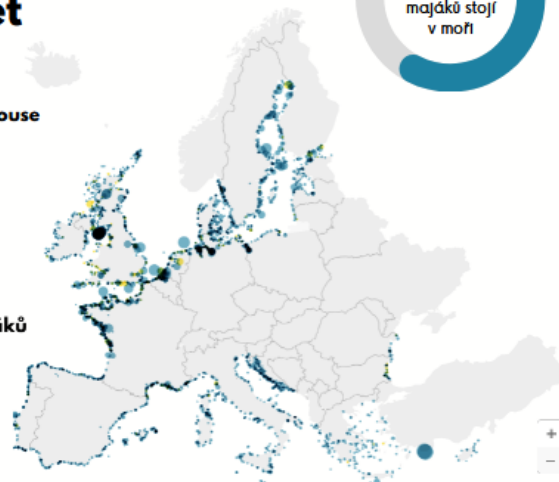 et
majáků stojí
v moři
ouse
ků
+
−